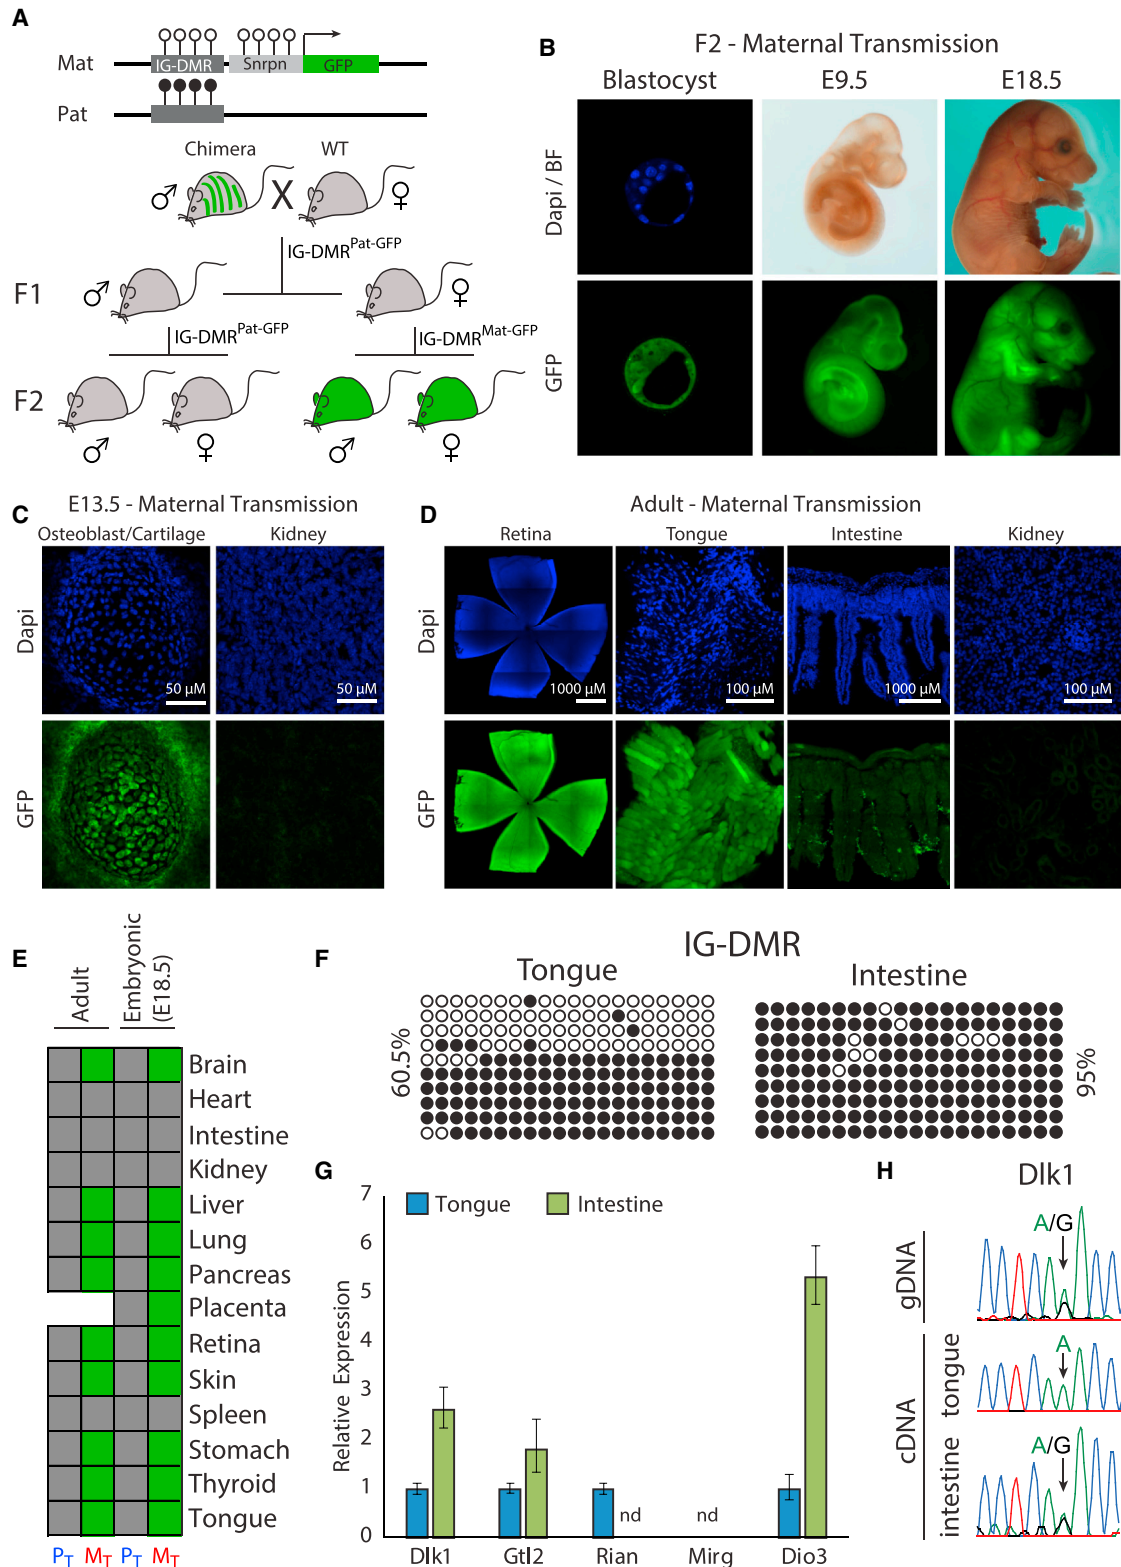 A
Mat
IG-DMR
Snrpn
GFP
Pat
Chimera
WT
♂
X
♀
IG-DMR^Pat-GFP
F1
♂
♀
IG-DMR^Pat-GFP
IG-DMR^Mat-GFP
F2
♂
♀
♂
♀
B
F2 - Maternal Transmission
Blastocyst
E9.5
E18.5
Dapi / BF
GFP
C
E13.5 - Maternal Transmission
Osteoblast/Cartilage
Kidney
Dapi
50 µM
50 µM
GFP
D
Adult - Maternal Transmission
Retina
Tongue
Intestine
Kidney
Dapi
1000 µM
100 µM
1000 µM
100 µM
GFP
E
Adult
Embryonic
(E18.5)
Brain
Heart
Intestine
Kidney
Liver
Lung
Pancreas
Placenta
Retina
Skin
Spleen
Stomach
Thyroid
Tongue
PT MT PT MT
F
IG-DMR
Tongue
Intestine
60.5%
95%
G
Relative Expression
7
6
5
4
3
2
1
0
Tongue
Intestine
nd
nd
Dlk1
Gtl2
Rian
Mirg
Dio3
H
Dlk1
gDNA
A/G
cDNA
tongue
A
intestine
A/G